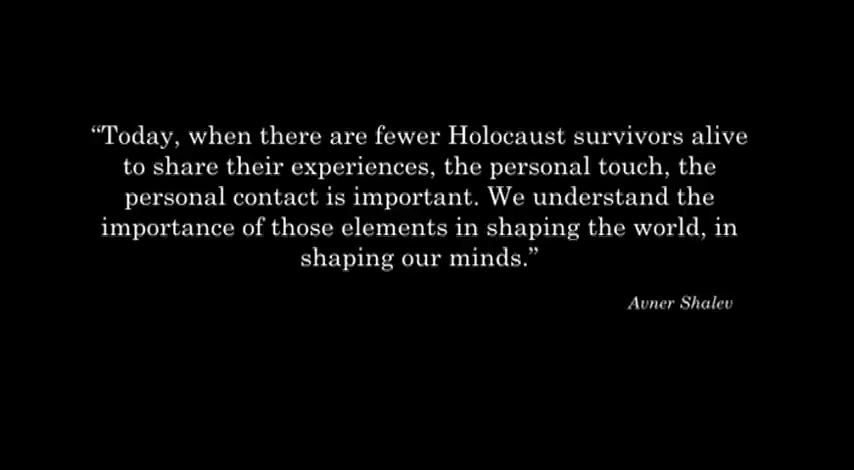 “Today, when there are fewer Holocaust survivors alive
to share their experiences, the personal touch, the
personal contact is important. We understand the
importance of those elements in shaping the world, in
shaping our minds.”
Avner Shalev